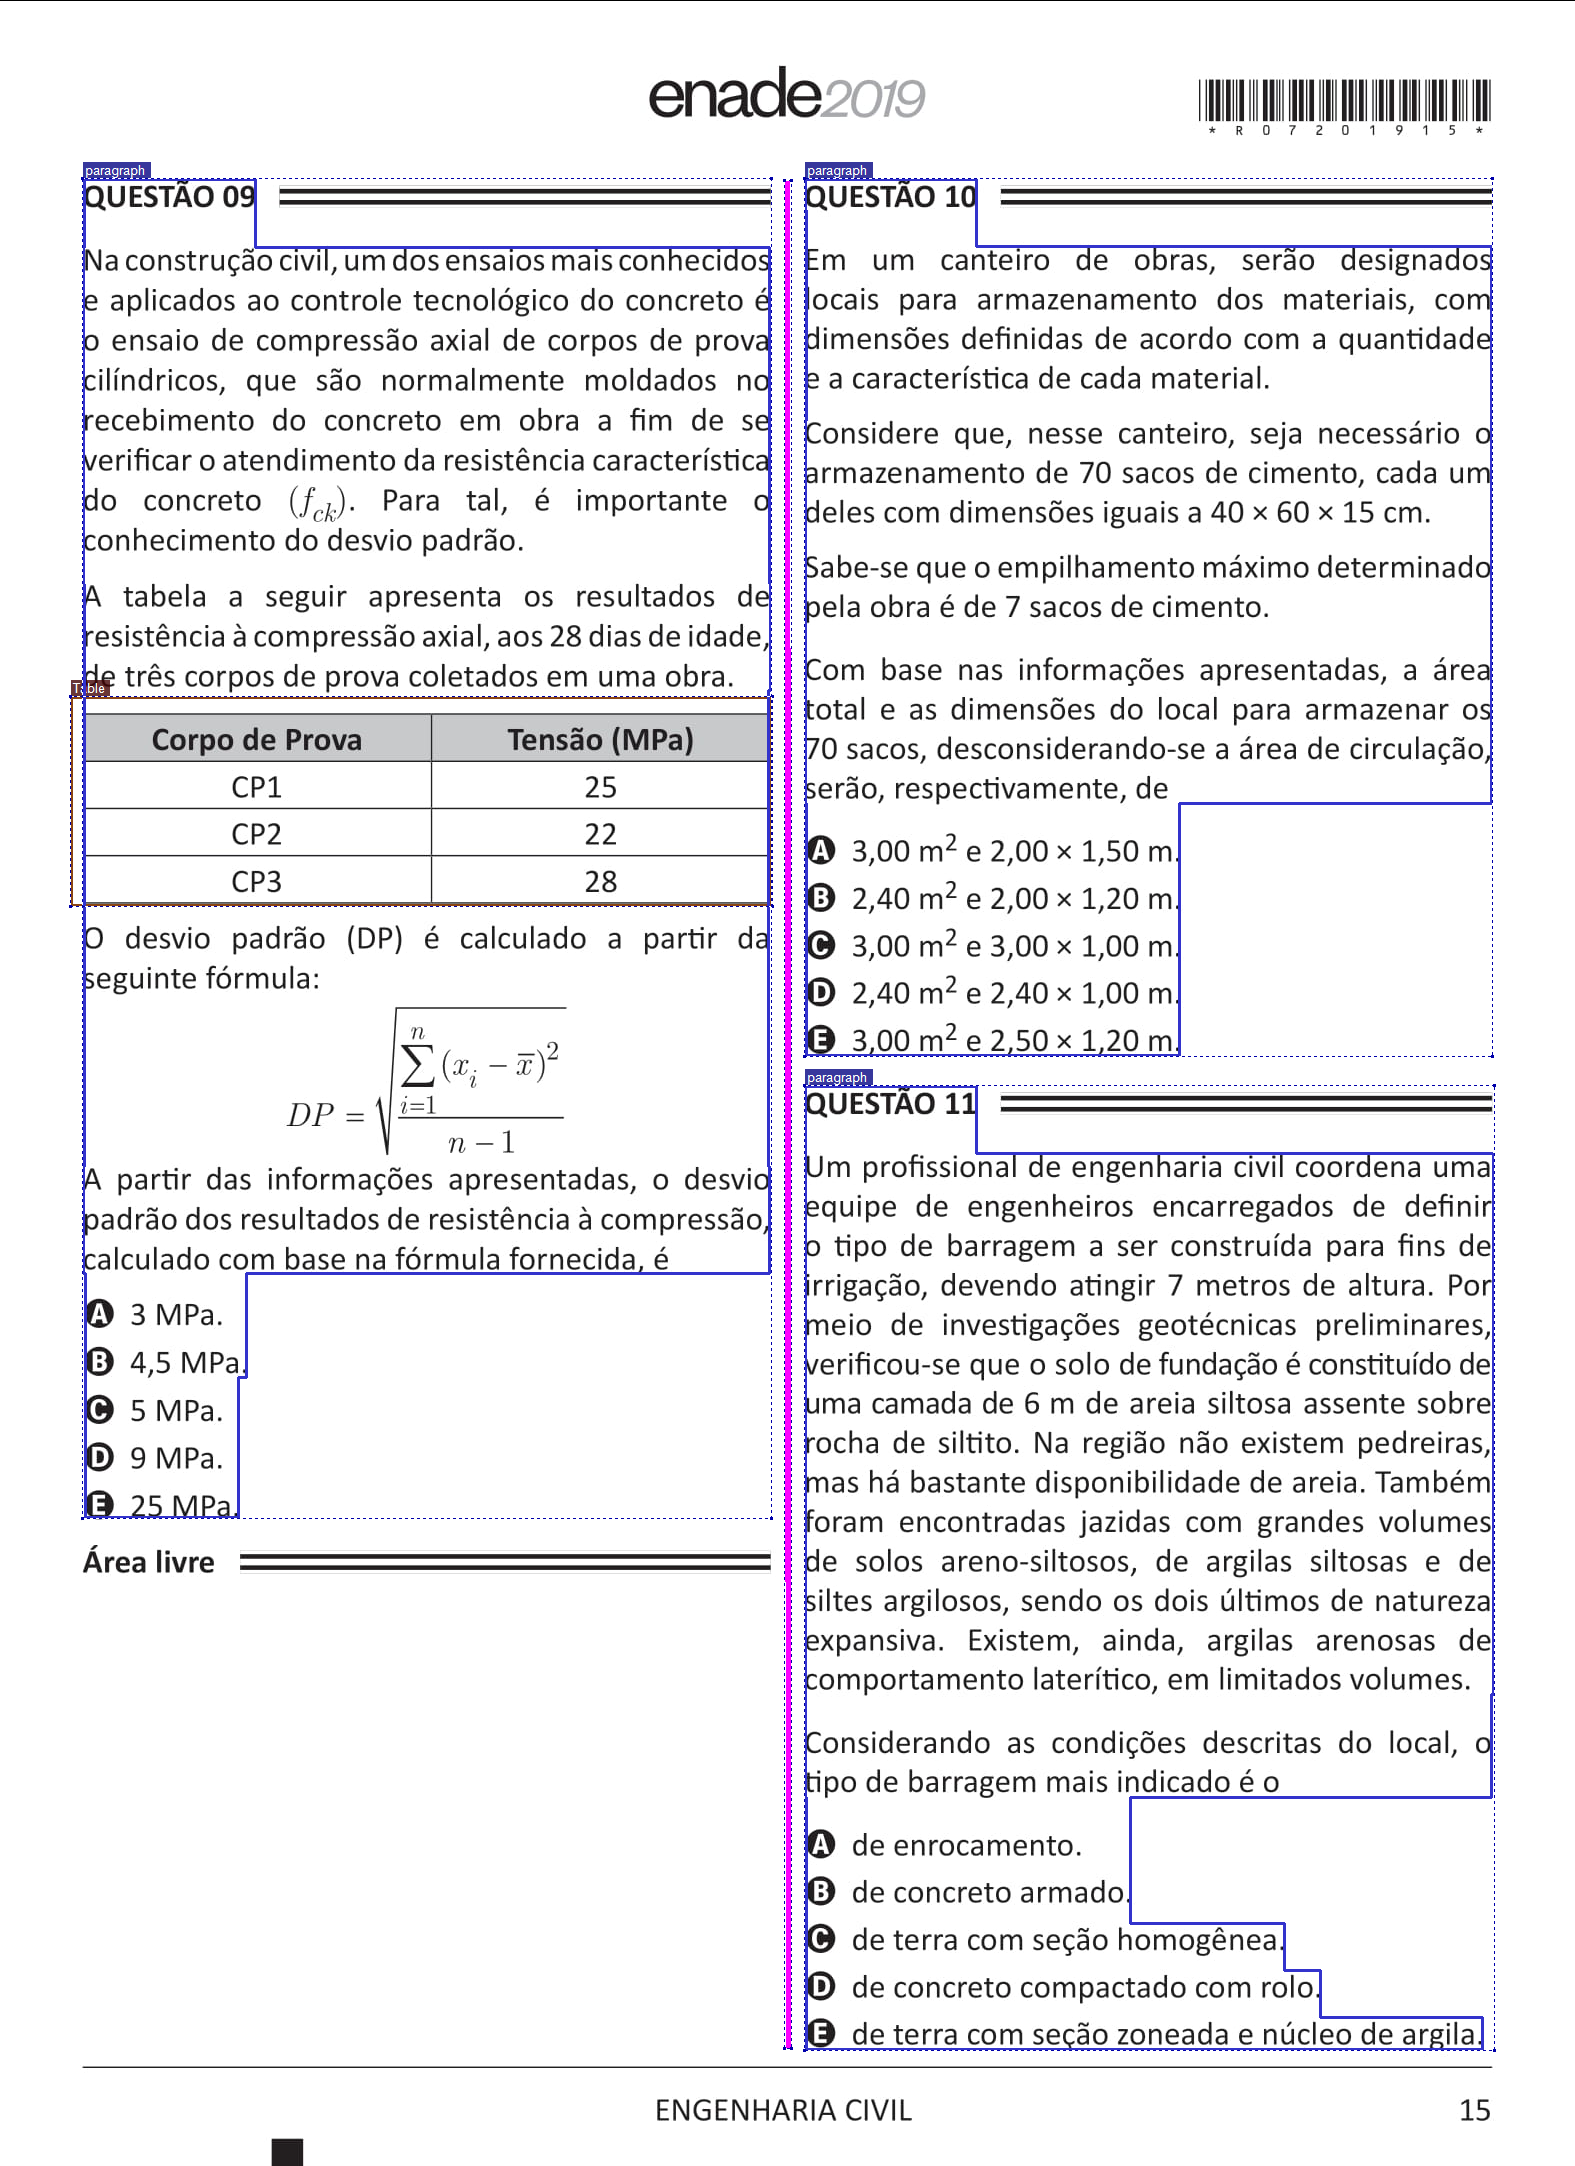 enade2019
*R07201915*
paragraph
QUESTÃO 09
Na construção civil, um dos ensaios mais conhecidos
e aplicados ao controle tecnológico do concreto é
o ensaio de compressão axial de corpos de prova
cilíndricos, que são normalmente moldados no
recebimento do concreto em obra a fim de se
verificar o atendimento da resistência característica
do concreto (f_ck). Para tal, é importante o
conhecimento do desvio padrão.
A tabela a seguir apresenta os resultados de
resistência à compressão axial, aos 28 dias de idade,
de três corpos de prova coletados em uma obra.
Table
Corpo de Prova Tensão (MPa)
CP1 25
CP2 22
CP3 28
O desvio padrão (DP) é calculado a partir da
seguinte fórmula:
DP = √(∑_{i=1}^{n} (x_i − x̅)² / (n − 1))
A partir das informações apresentadas, o desvio
padrão dos resultados de resistência à compressão,
calculado com base na fórmula fornecida, é
A 3 MPa.
B 4,5 MPa.
C 5 MPa.
D 9 MPa.
E 25 MPa.
Área livre
paragraph
QUESTÃO 10
Em um canteiro de obras, serão designados
locais para armazenamento dos materiais, com
dimensões definidas de acordo com a quantidade
e a característica de cada material.
Considere que, nesse canteiro, seja necessário o
armazenamento de 70 sacos de cimento, cada um
deles com dimensões iguais a 40 × 60 × 15 cm.
Sabe-se que o empilhamento máximo determinado
pela obra é de 7 sacos de cimento.
Com base nas informações apresentadas, a área
total e as dimensões do local para armazenar os
70 sacos, desconsiderando-se a área de circulação,
serão, respectivamente, de
A 3,00 m² e 2,00 × 1,50 m.
B 2,40 m² e 2,00 × 1,20 m.
C 3,00 m² e 3,00 × 1,00 m.
D 2,40 m² e 2,40 × 1,00 m.
E 3,00 m² e 2,50 × 1,20 m.
paragraph
QUESTÃO 11
Um profissional de engenharia civil coordena uma
equipe de engenheiros encarregados de definir
o tipo de barragem a ser construída para fins de
irrigação, devendo atingir 7 metros de altura. Por
meio de investigações geotécnicas preliminares,
verificou-se que o solo de fundação é constituído de
uma camada de 6 m de areia siltosa assente sobre
rocha de siltito. Na região não existem pedreiras,
mas há bastante disponibilidade de areia. Também
foram encontradas jazidas com grandes volumes
de solos areno-siltosos, de argilas siltosas e de
siltes argilosos, sendo os dois últimos de natureza
expansiva. Existem, ainda, argilas arenosas de
comportamento laterítico, em limitados volumes.
Considerando as condições descritas do local, o
tipo de barragem mais indicado é o
A de enrocamento.
B de concreto armado.
C de terra com seção homogênea.
D de concreto compactado com rolo.
E de terra com seção zoneada e núcleo de argila.
ENGENHARIA CIVIL
15